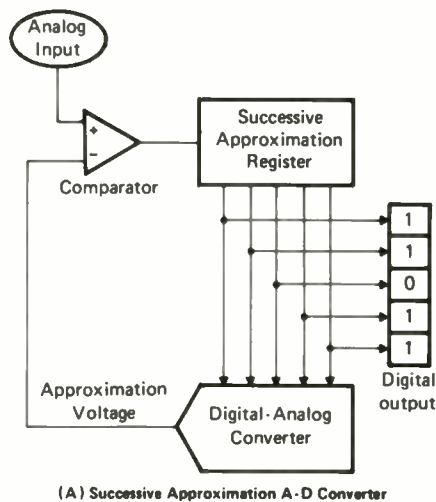 Analog
Input
+
−
Comparator
Successive
Approximation
Register
1
1
0
1
1
Digital
output
Approximation
Voltage
Digital-Analog
Converter
(A) Successive Approximation A-D Converter